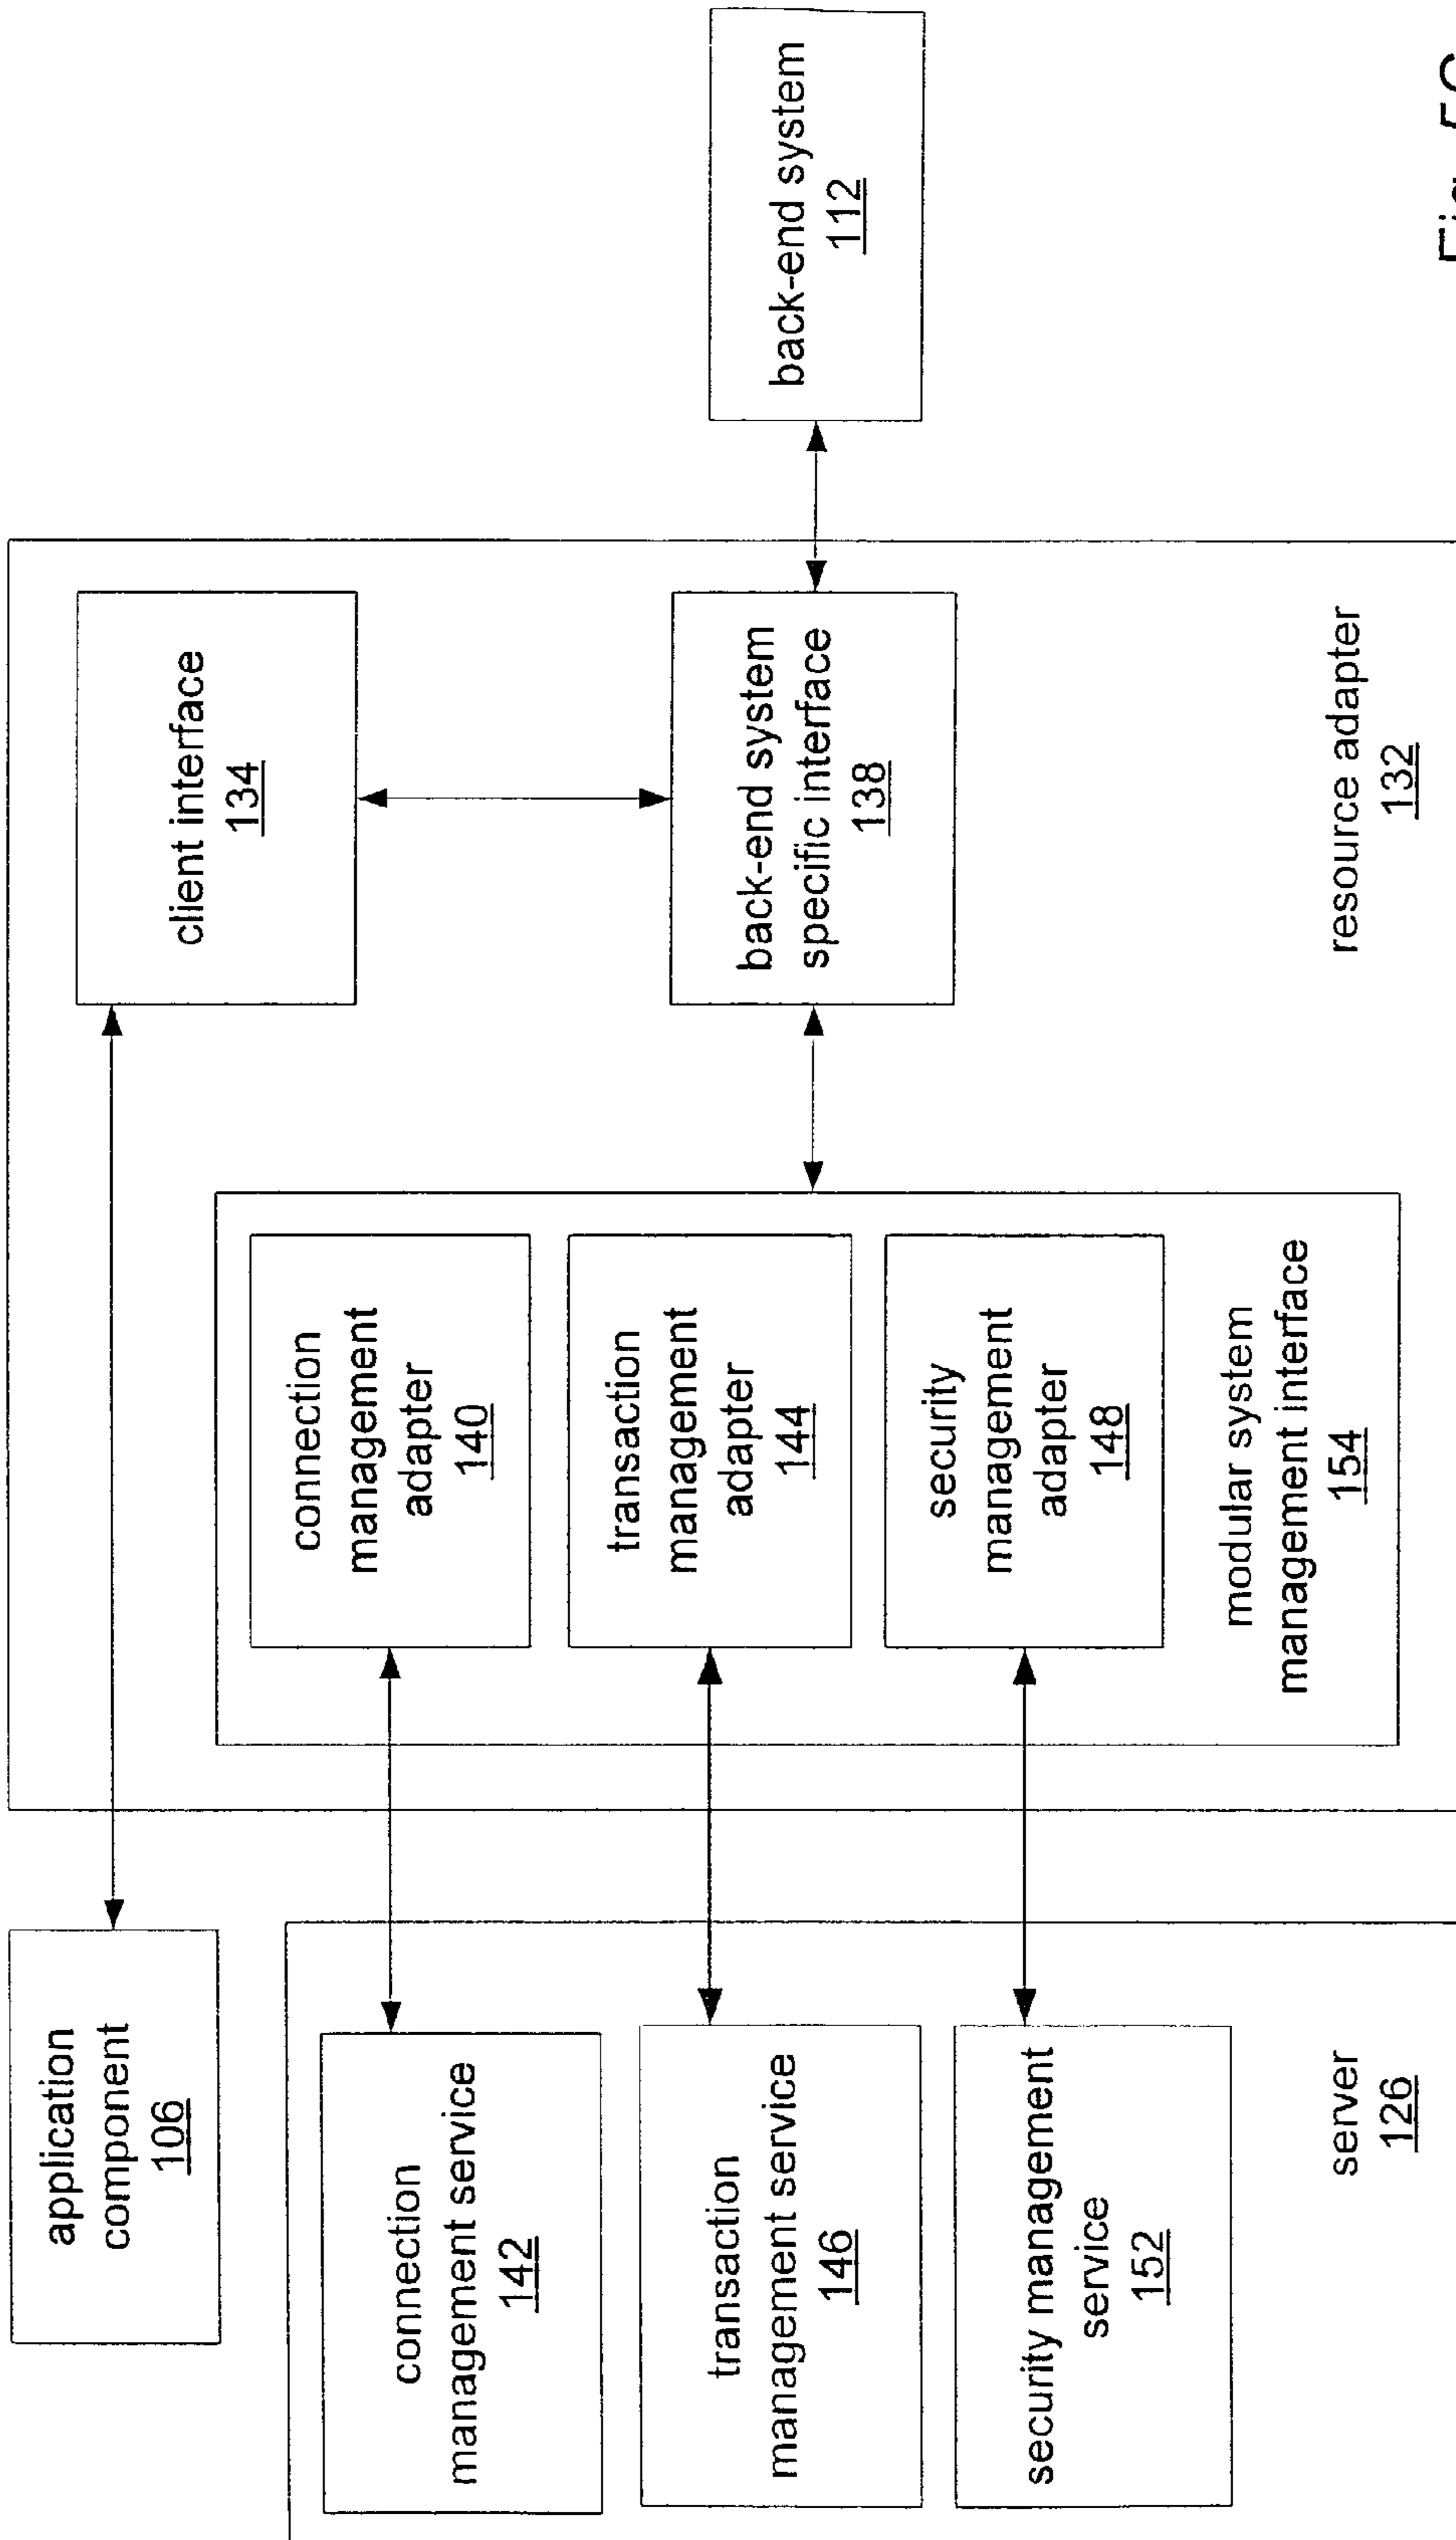 application
component
106
connection
management service
142
transaction
management service
146
security management
service
152
server
126
connection
management
adapter
140
transaction
management
adapter
144
security
management
adapter
148
modular system
management interface
154
client interface
134
back-end system
specific interface
138
resource adapter
132
back-end system
112